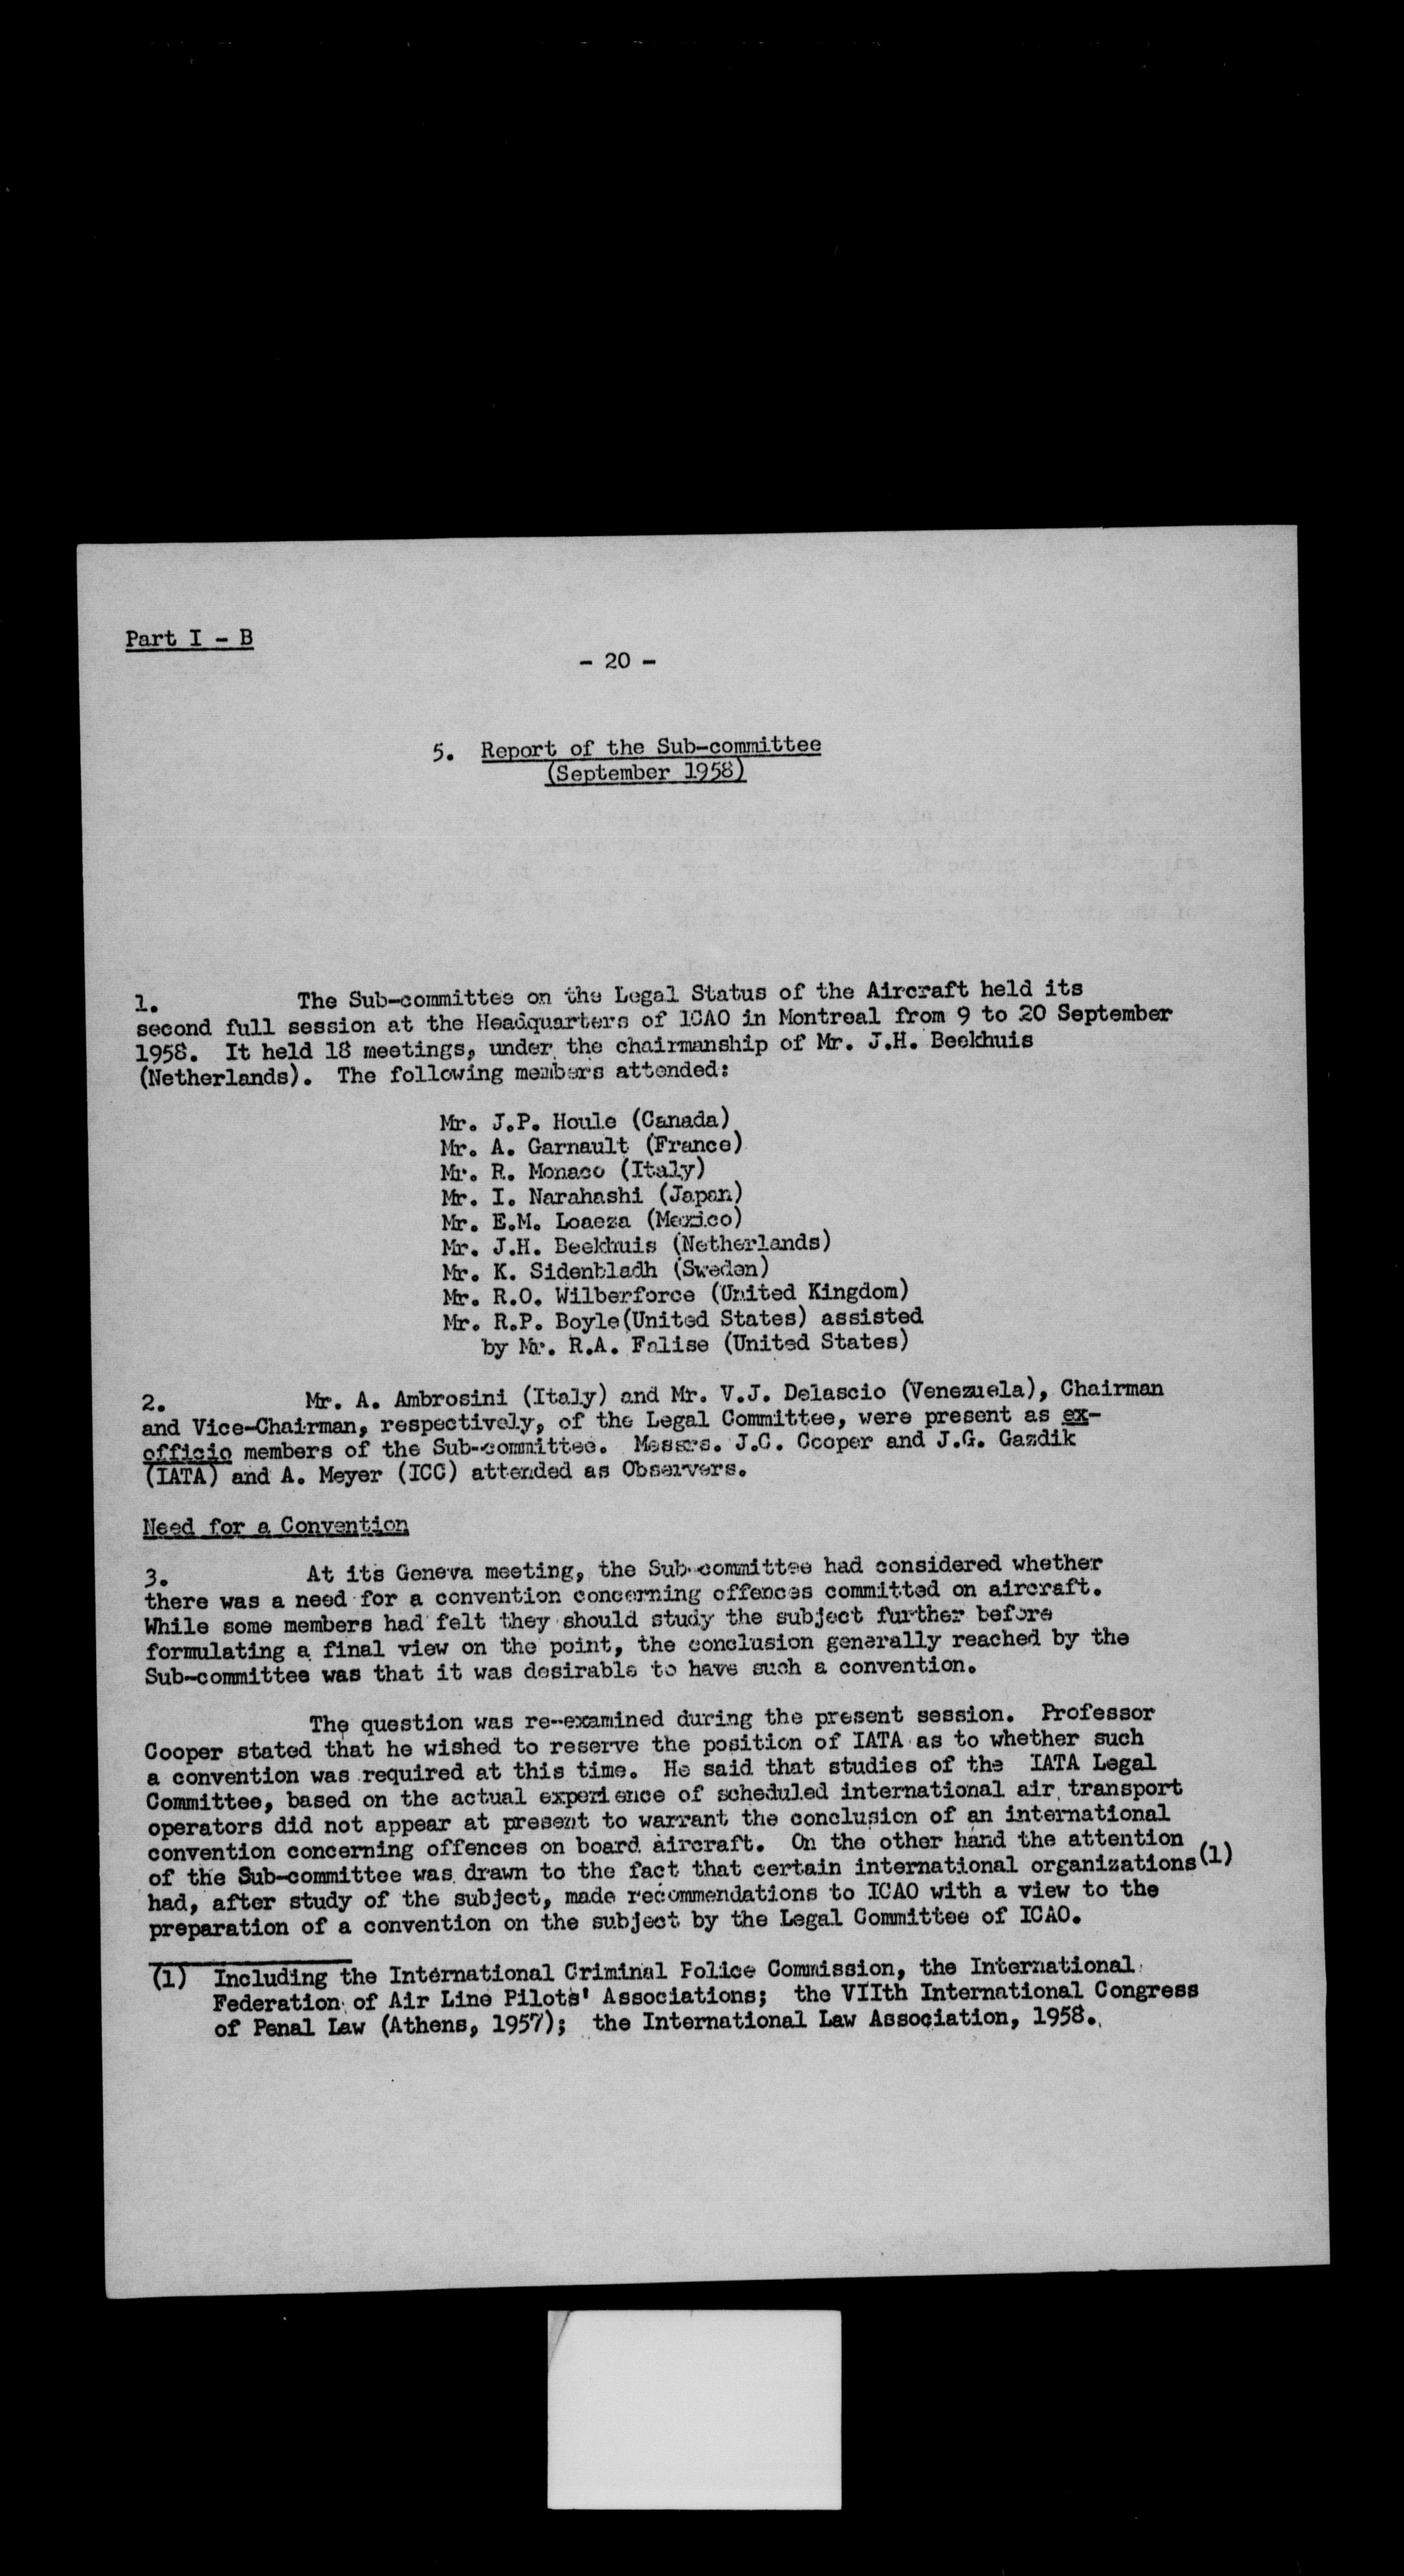 Part I - B
- 20 -
5. Report of the Sub-committee
(September 1958)
1. The Sub-committee on the Legal Status of the Aircraft held its
second full session at the Headquarters of ICAO in Montreal from 9 to 20 September
1958. It held 18 meetings, under the chairmanship of Mr. J.H. Beekhuis
(Netherlands). The following members attended:
Mr. J.P. Houle (Canada)
Mr. A. Garnault (France)
Mr. R. Monaco (Italy)
Mr. I. Narahashi (Japan)
Mr. E.M. Loaeza (Mexico)
Mr. J.H. Beekhuis (Netherlands)
Mr. K. Sidenbladh (Sweden)
Mr. R.O. Wilberforce (United Kingdom)
Mr. R.P. Boyle(United States) assisted
by Mr. R.A. Falise (United States)
2. Mr. A. Ambrosini (Italy) and Mr. V.J. Delascio (Venezuela), Chairman
and Vice-Chairman, respectively, of the Legal Committee, were present as ex-
officio members of the Sub-committee. Messrs. J.C. Cooper and J.G. Gazdik
(IATA) and A. Meyer (ICC) attended as Observers.
Need for a Convention
3. At its Geneva meeting, the Sub-committee had considered whether
there was a need for a convention concerning offences committed on aircraft.
While some members had felt they should study the subject further before
formulating a final view on the point, the conclusion generally reached by the
Sub-committee was that it was desirable to have such a convention.
The question was re-examined during the present session. Professor
Cooper stated that he wished to reserve the position of IATA as to whether such
a convention was required at this time. He said that studies of the IATA Legal
Committee, based on the actual experience of scheduled international air transport
operators did not appear at present to warrant the conclusion of an international
convention concerning offences on board aircraft. On the other hand the attention
of the Sub-committee was drawn to the fact that certain international organizations(1)
had, after study of the subject, made recommendations to ICAO with a view to the
preparation of a convention on the subject by the Legal Committee of ICAO.
(1) Including the International Criminal Police Commission, the International
Federation of Air Line Pilots' Associations; the VIIth International Congress
of Penal Law (Athens, 1957); the International Law Association, 1958.